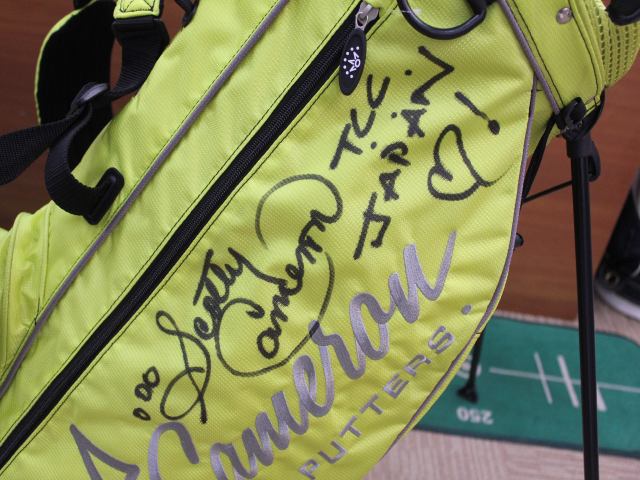 TCC
JAPAN
Scotty
Cameron
Cameron
PUTTERS.
250